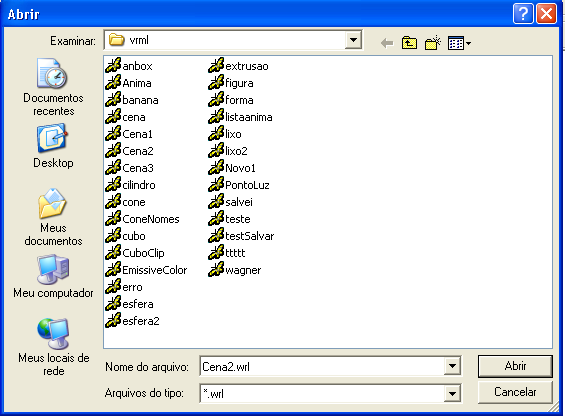 Abrir
Examinar:
vrml
Documentos
recentes
Desktop
Meus
documentos
Meu computador
Meus locais de
rede
anbox
Anima
banana
cena
Cena1
Cena2
Cena3
cilindro
cone
ConeNomes
cubo
CuboClip
EmissiveColor
erro
esfera
esfera2
extrusao
figura
forma
listaanima
lixo
lixo2
Novo1
PontoLuz
salvei
teste
testSalvar
ttttt
wagner
Nome do arquivo:
Cena2.wrl
Abrir
Arquivos do tipo:
*.wrl
Cancelar